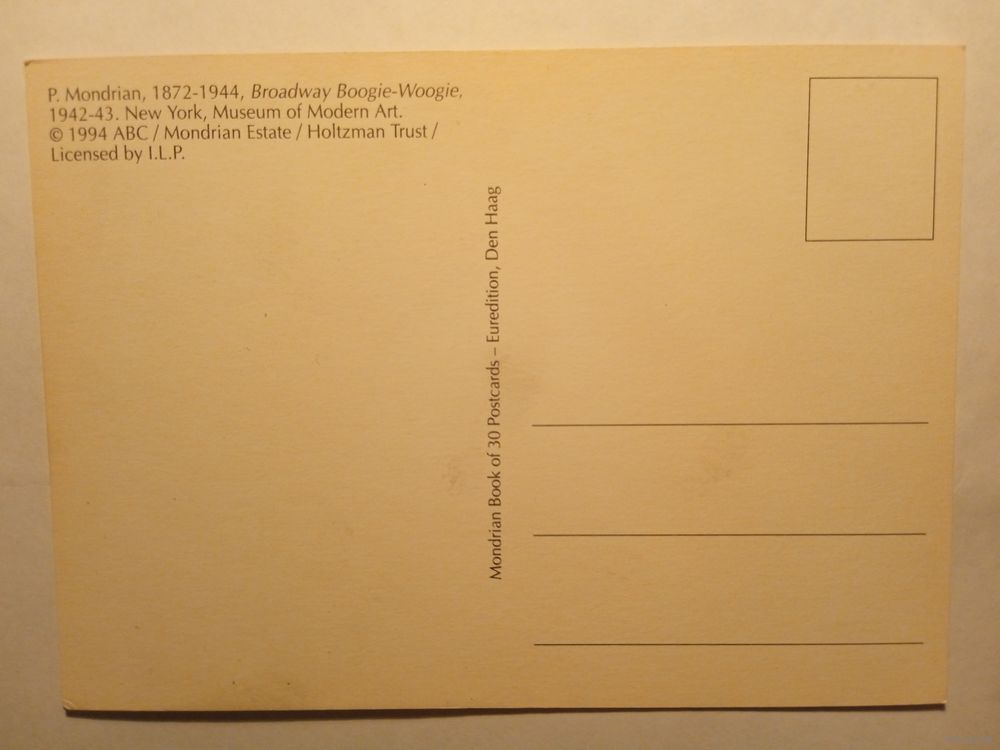 P. Mondrian, 1872-1944, Broadway Boogie-Woogie,
1942-43. New York, Museum of Modern Art.
© 1994 ABC / Mondrian Estate / Holtzman Trust /
Licensed by I.L.P.
Mondrian Book of 30 Postcards – Euredition, Den Haag